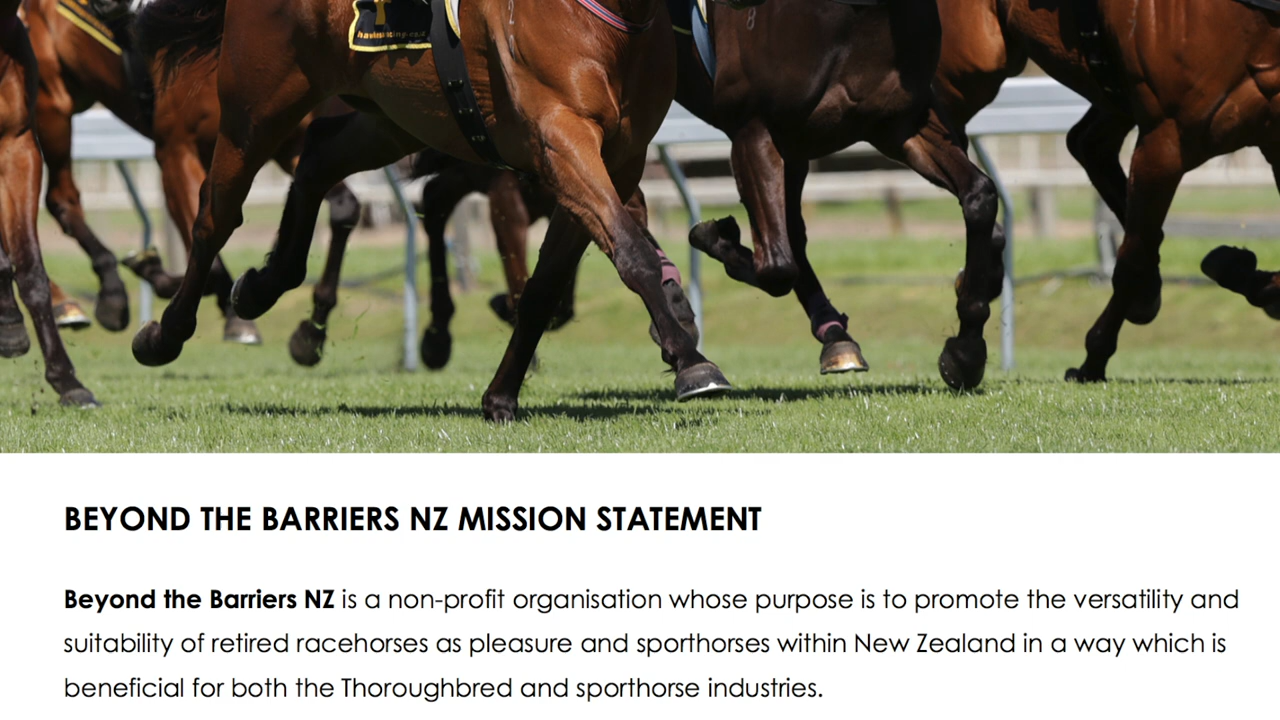 2
8
BEYOND THE BARRIERS NZ MISSION STATEMENT
Beyond the Barriers NZ is a non-profit organisation whose purpose is to promote the versatility and
suitability of retired racehorses as pleasure and sporthorses within New Zealand in a way which is
beneficial for both the Thoroughbred and sporthorse industries.